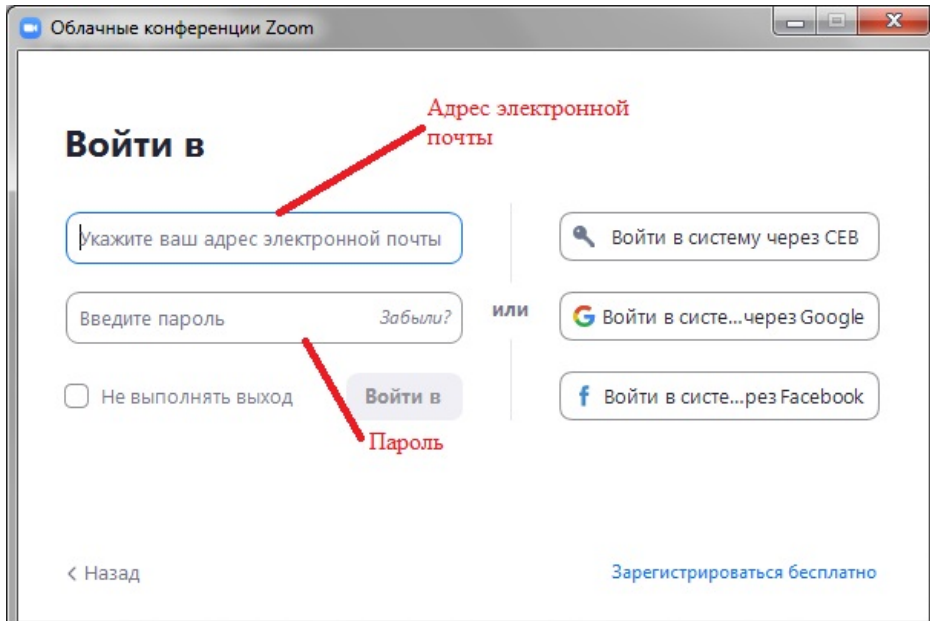 Облачные конференции Zoom
Адрес электронной
почты
Войти в
Укажите ваш адрес электронной почты
Войти в систему через СЕВ
Введите пароль
Забыли?
или
Войти в систе...через Google
Не выполнять выход
Войти в
Войти в систе...рез Facebook
Пароль
< Назад
Зарегистрироваться бесплатно